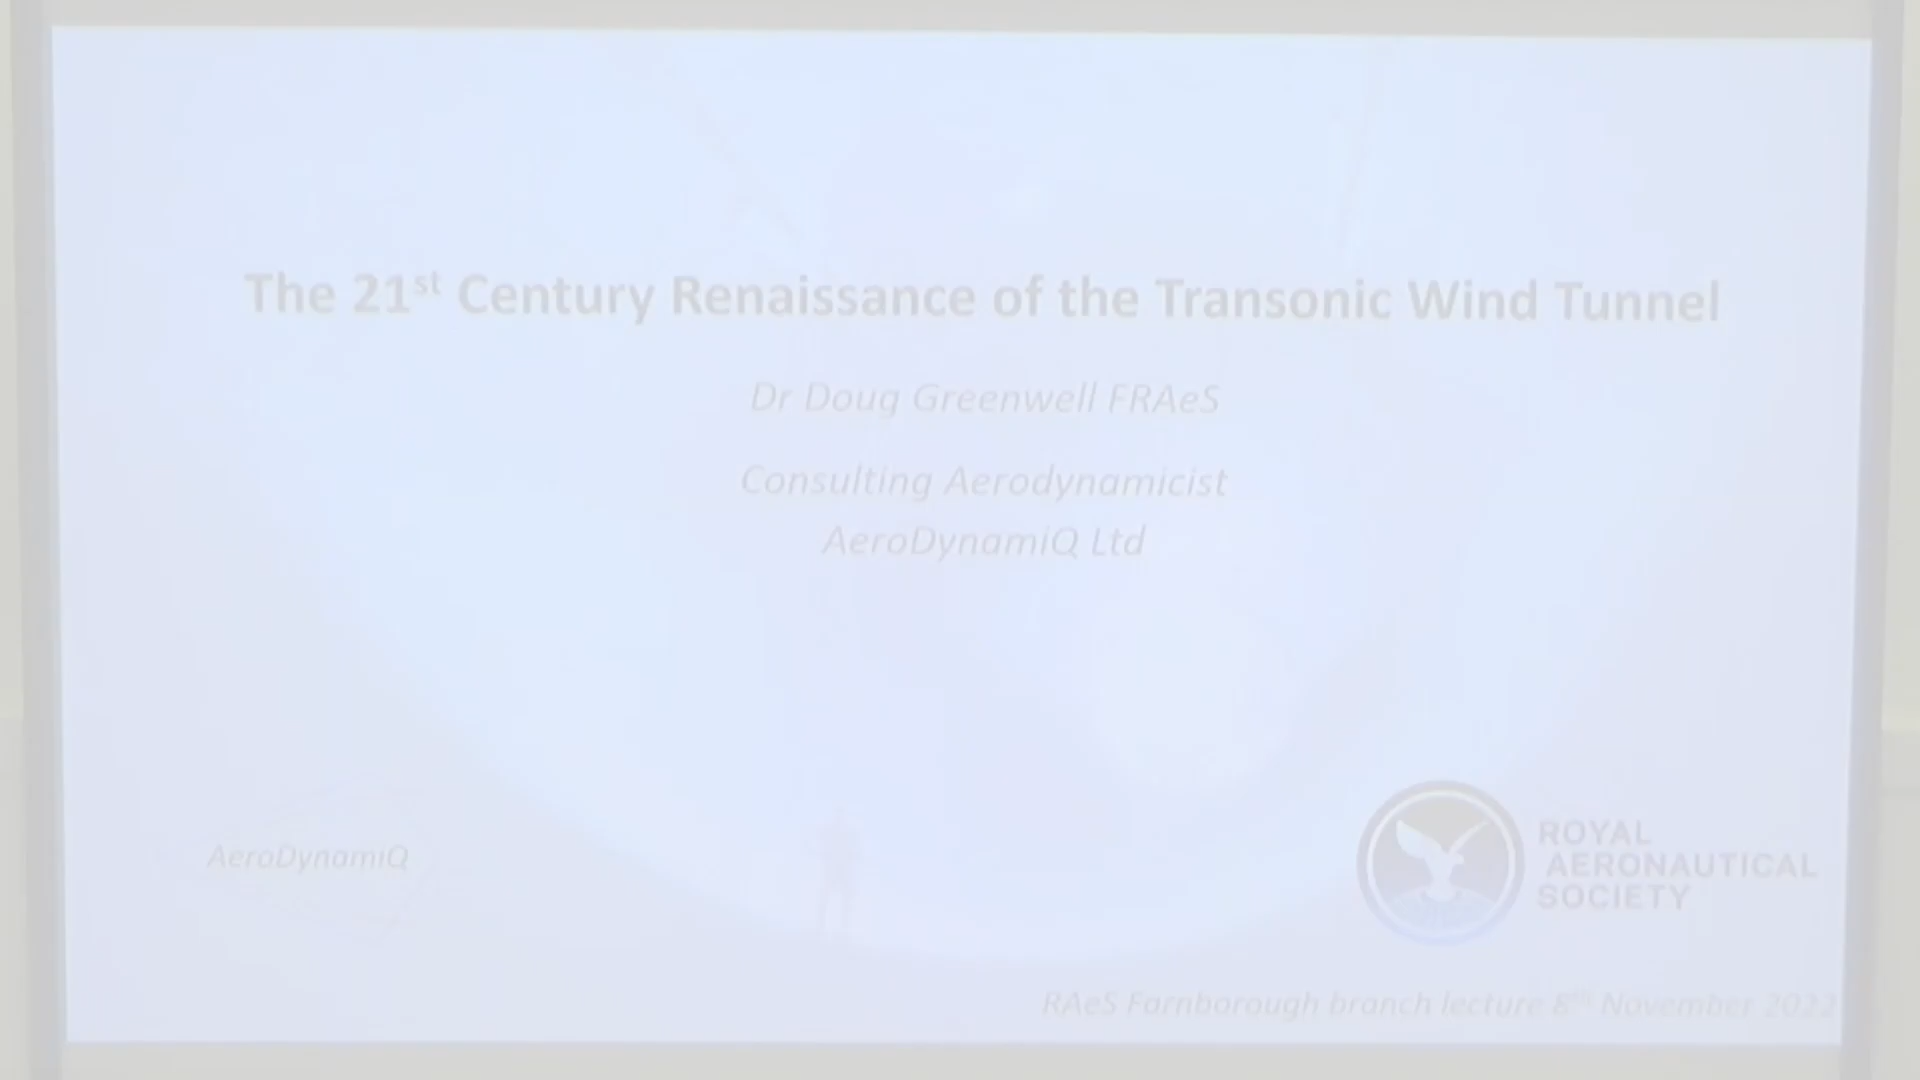 The 21st Century Renaissance of the Transonic Wind Tunnel
Dr Doug Greenwell FRAeS
Consulting Aerodynamicist
AeroDynamiQ Ltd
AeroDynamiQ
ROYAL
AERONAUTICAL
SOCIETY
RAeS Farnborough branch lecture 8th November 2022